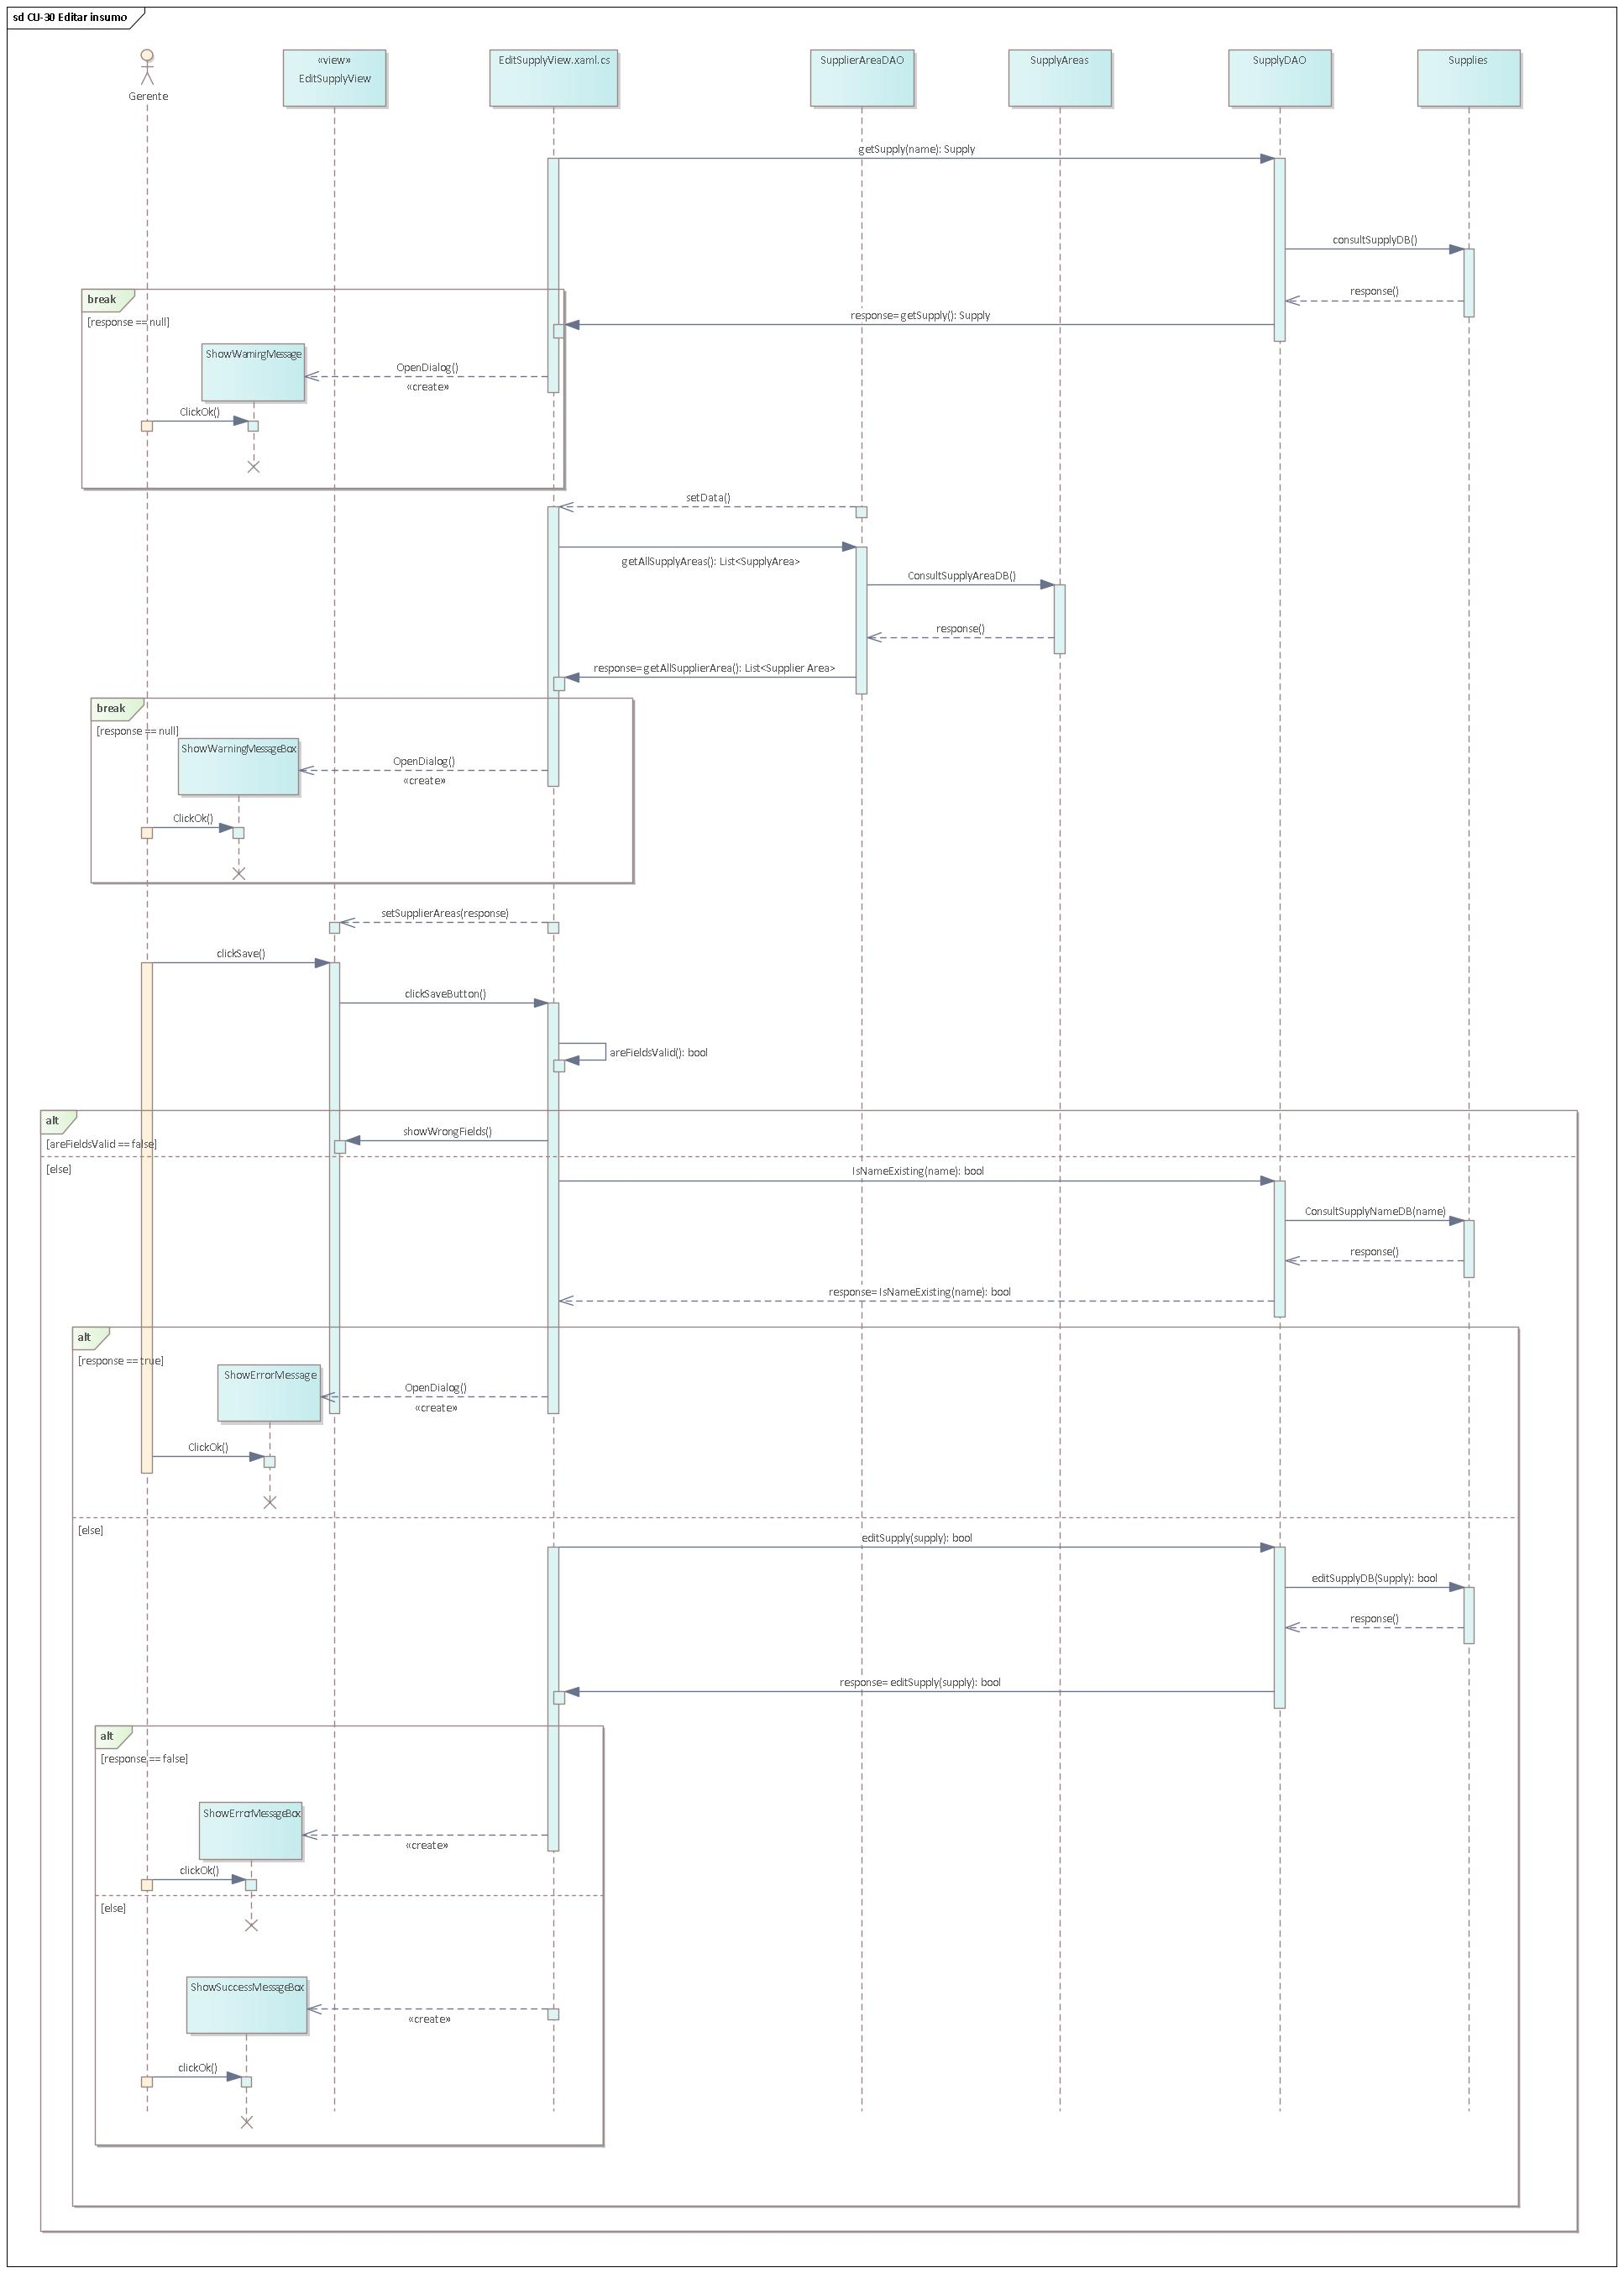 sd CU-30 Editar insumo
Gerente
«view»
EditSupplyView
EditSupplyView.xaml.cs
SupplierAreaDAO
SupplyAreas
SupplyDAO
Supplies
getSupply(name): Supply
consultSupplyDB()
response()
break
[response == null]
response= getSupply(): Supply
ShowWarningMessage
OpenDialog()
«create»
ClickOk()
setData()
getAllSupplyAreas(): List<SupplyArea>
ConsultSupplyAreaDB()
response()
response= getAllSupplierArea(): List<Supplier Area>
break
[response == null]
ShowWarningMessageBox
OpenDialog()
«create»
ClickOk()
setSupplierAreas(response)
clickSave()
clickSaveButton()
areFieldsValid(): bool
alt
[areFieldsValid == false]
showWrongFields()
[else]
IsNameExisting(name): bool
ConsultSupplyNameDB(name)
response()
response= IsNameExisting(name): bool
alt
[response == true]
ShowErrorMessage
OpenDialog()
«create»
ClickOk()
[else]
editSupply(supply): bool
editSupplyDB(Supply): bool
response()
response= editSupply(supply): bool
alt
[response == false]
ShowErrorMessageBox
«create»
clickOk()
[else]
ShowSuccessMessageBox
«create»
clickOk()